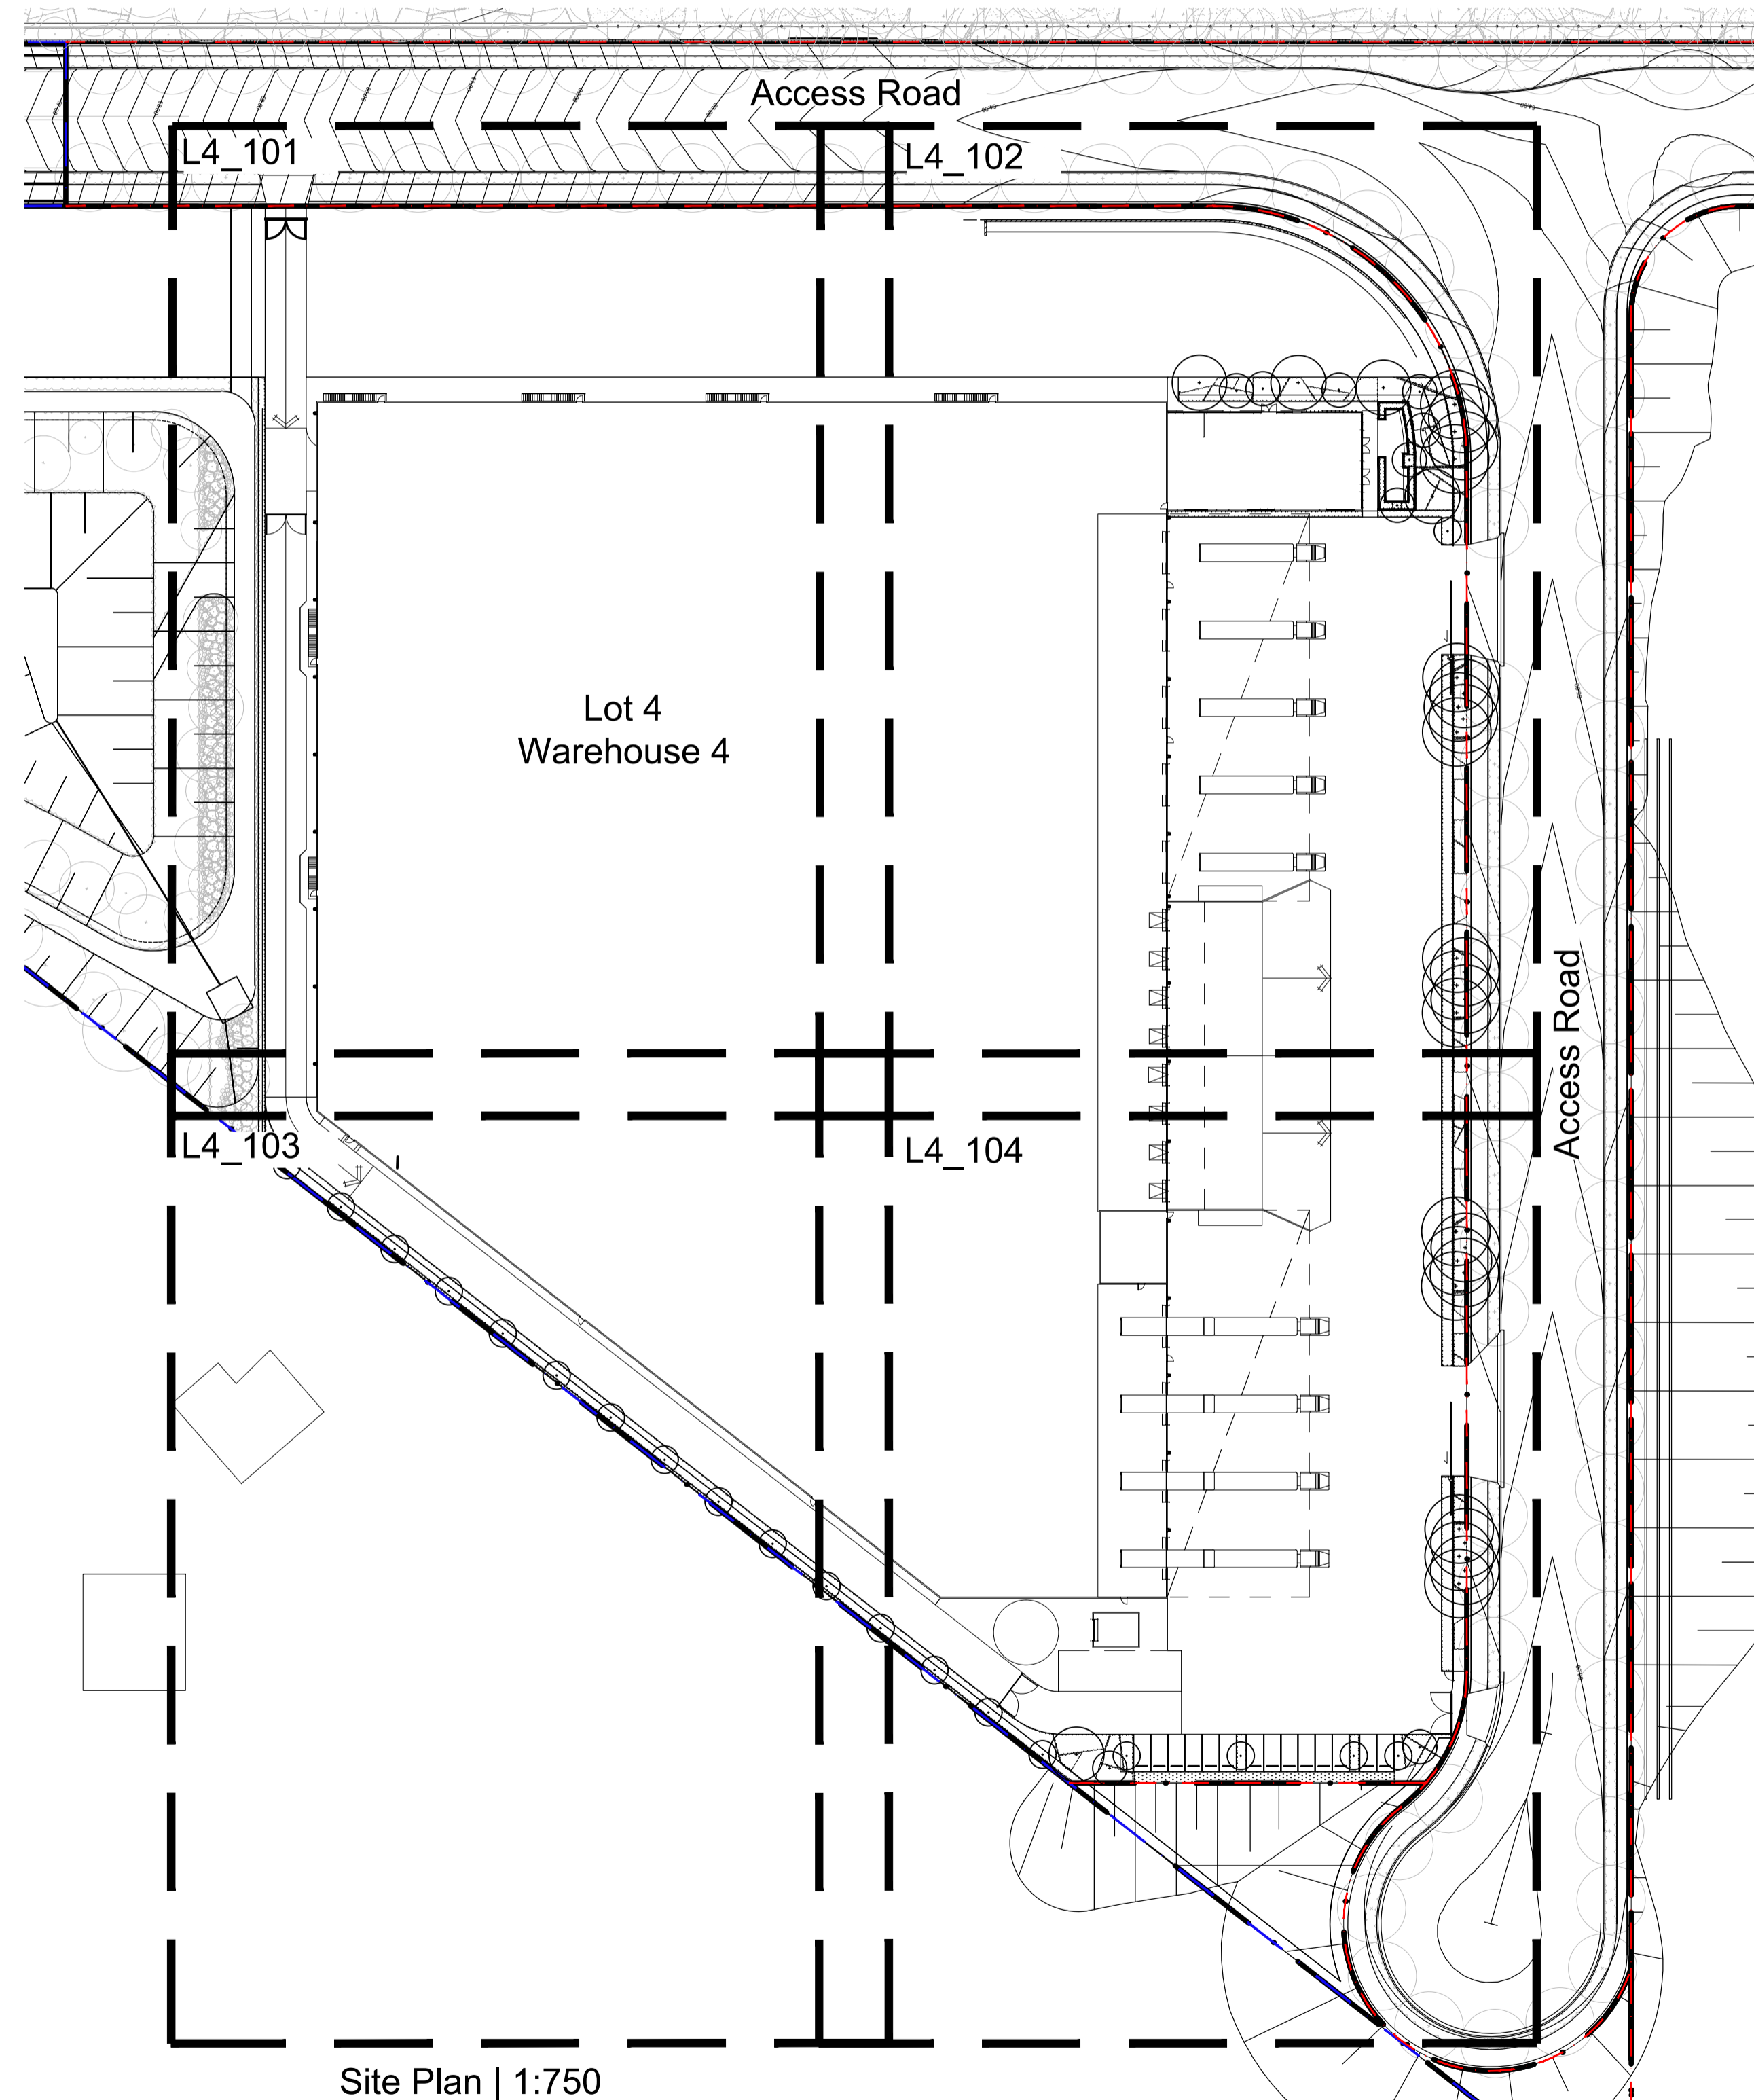 Access Road
L4_101
L4_102
Lot 4
Warehouse 4
Access Road
L4_103
L4_104
Site Plan | 1:750